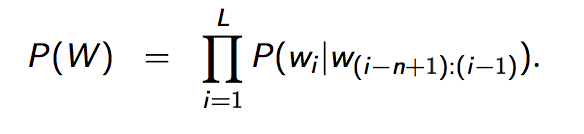 P(W) = ∏_{i=1}^{L} P(w_i|w_{(i−n+1):(i−1)}).